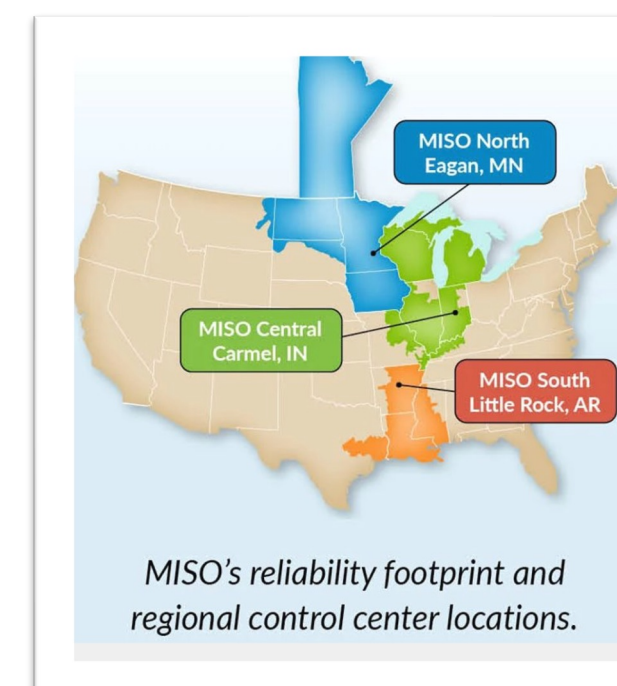 MISO North
Eagan, MN
MISO Central
Carmel, IN
MISO South
Little Rock, AR
MISO’s reliability footprint and
regional control center locations.